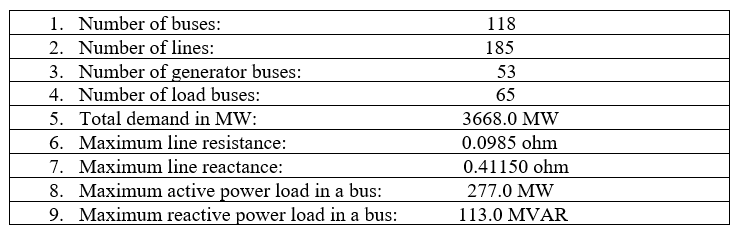 1. Number of buses: 118
2. Number of lines: 185
3. Number of generator buses: 53
4. Number of load buses: 65
5. Total demand in MW: 3668.0 MW
6. Maximum line resistance: 0.0985 ohm
7. Maximum line reactance: 0.41150 ohm
8. Maximum active power load in a bus: 277.0 MW
9. Maximum reactive power load in a bus: 113.0 MVAR